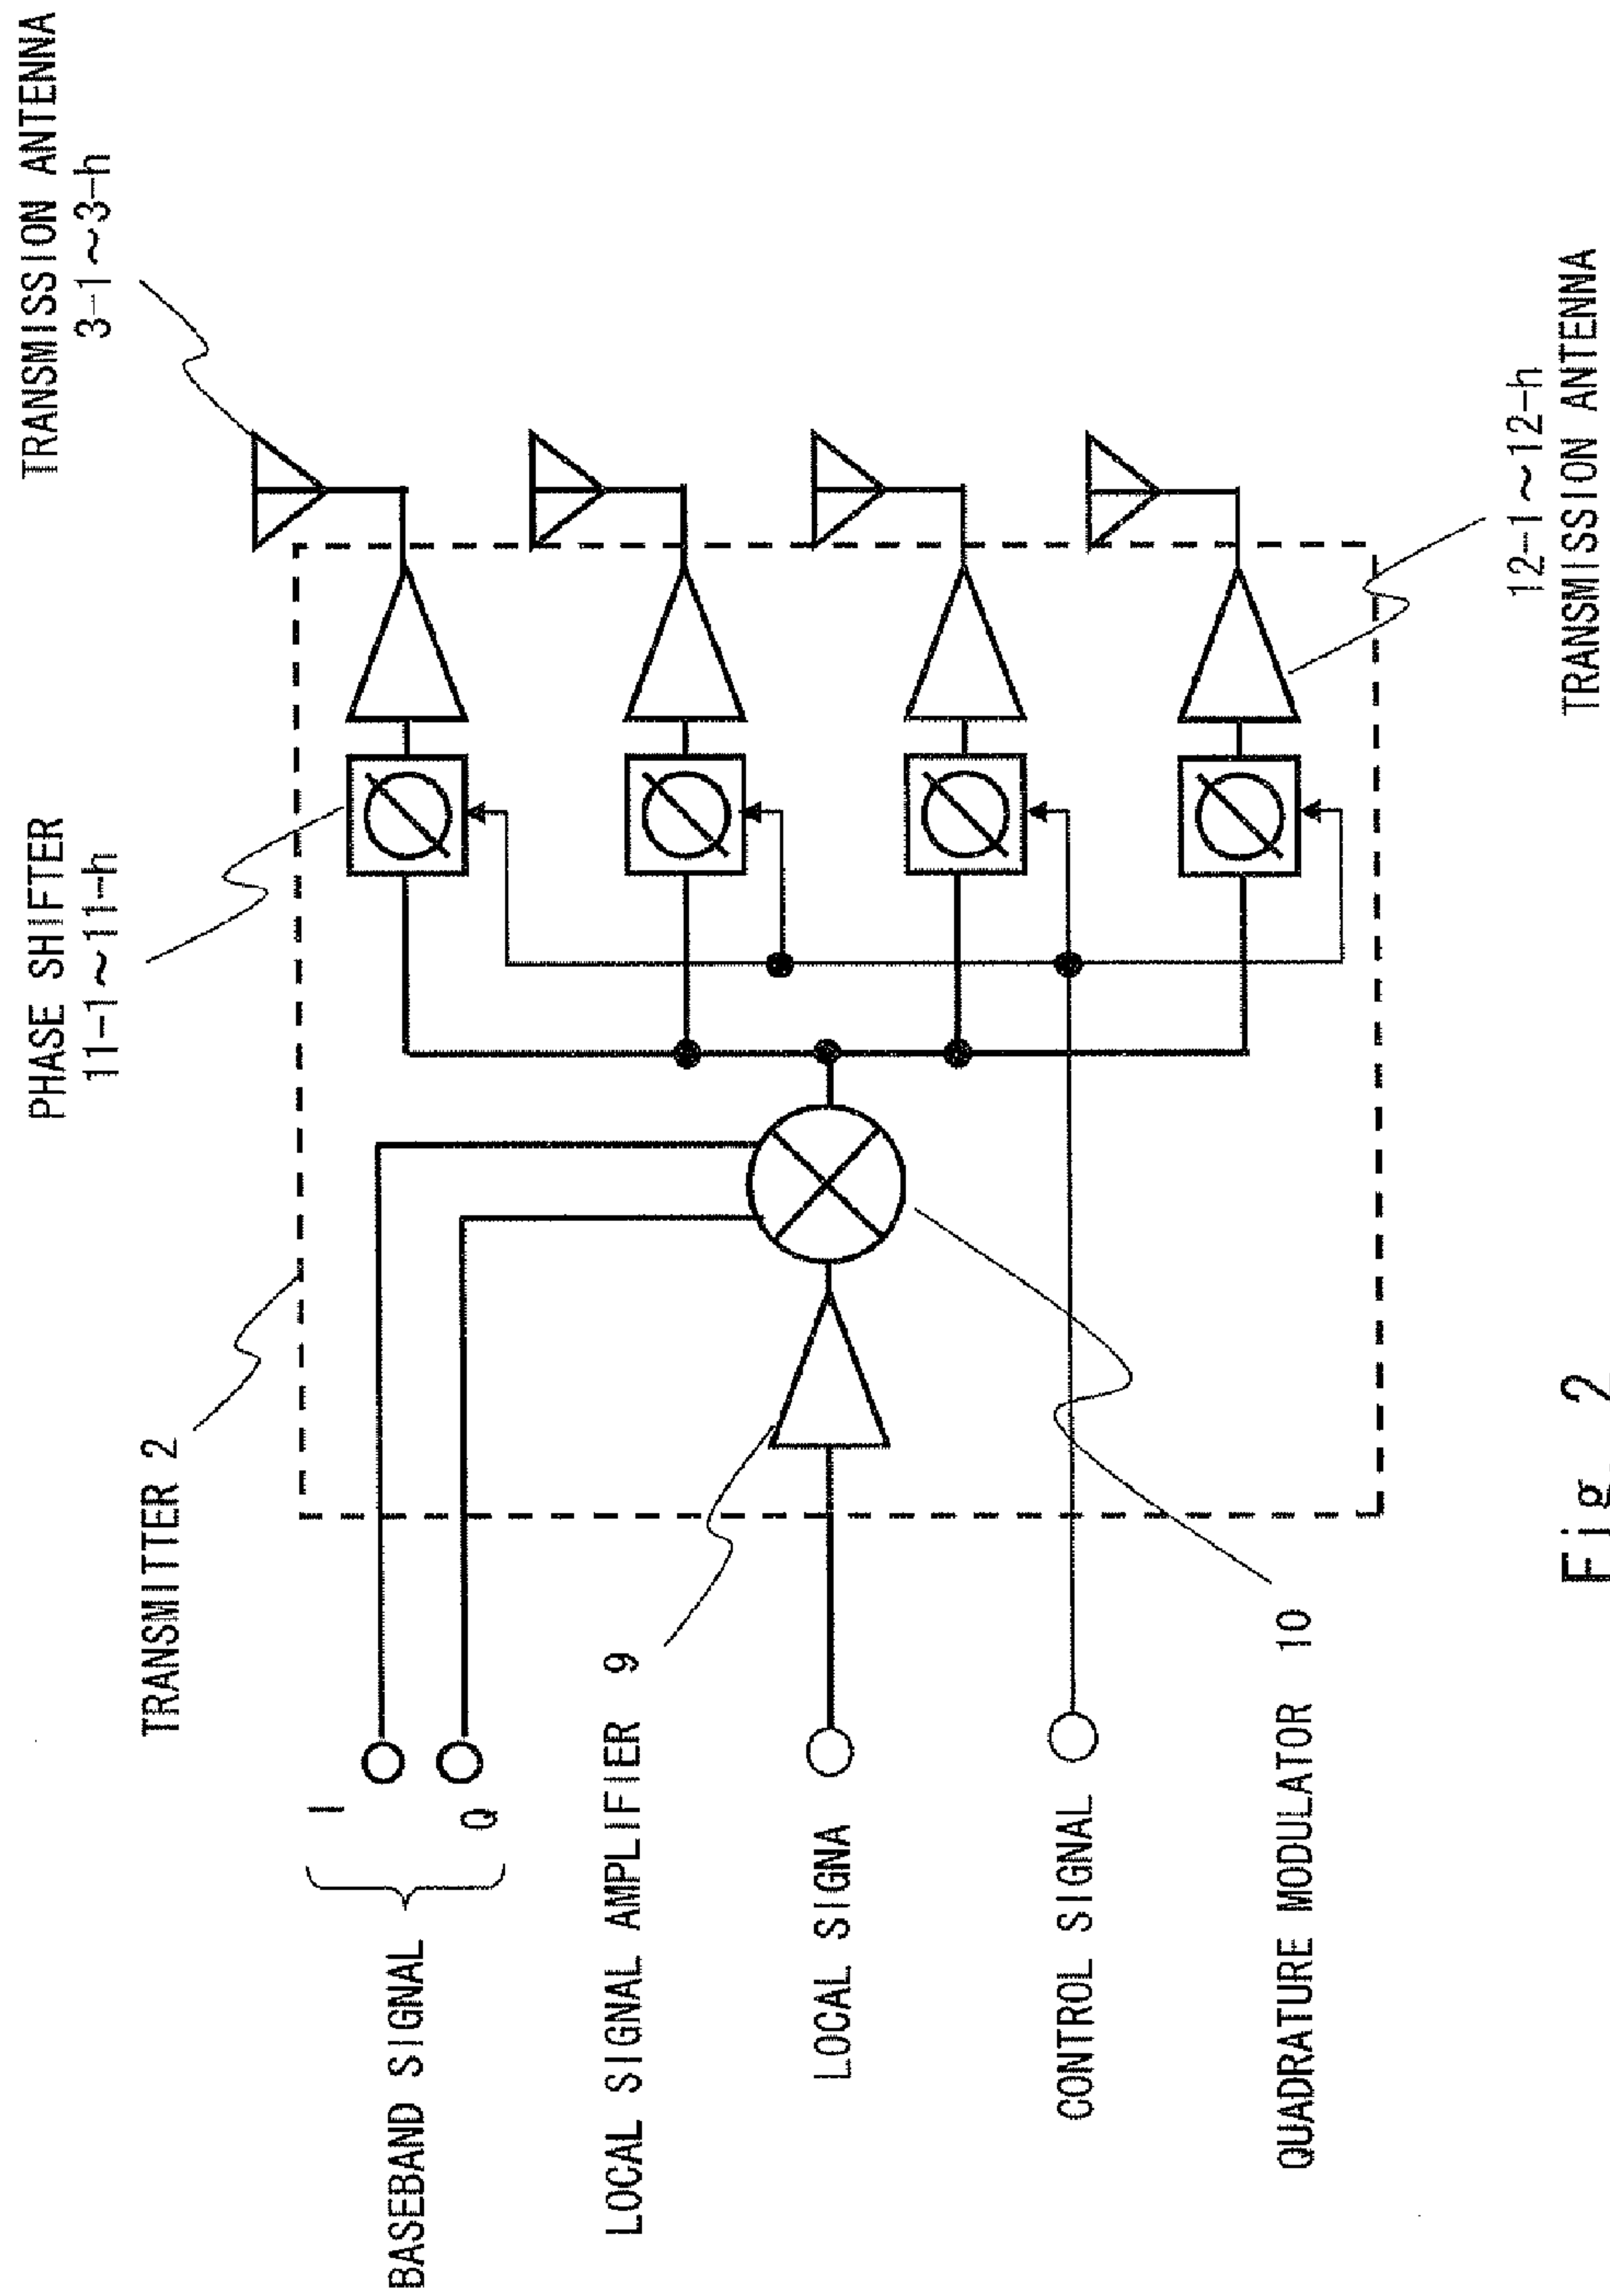 TRANSMISSION ANTENNA
3-1~3-h
PHASE SHIFTER
11-1~11-h
TRANSMITTER 2
I
Q
BASEBAND SIGNAL
LOCAL SIGNAL AMPLIFIER 9
LOCAL SIGNA
CONTROL SIGNAL
QUADRATURE MODULATOR 10
12-1~12-h
TRANSMISSION ANTENNA
Fig. 2